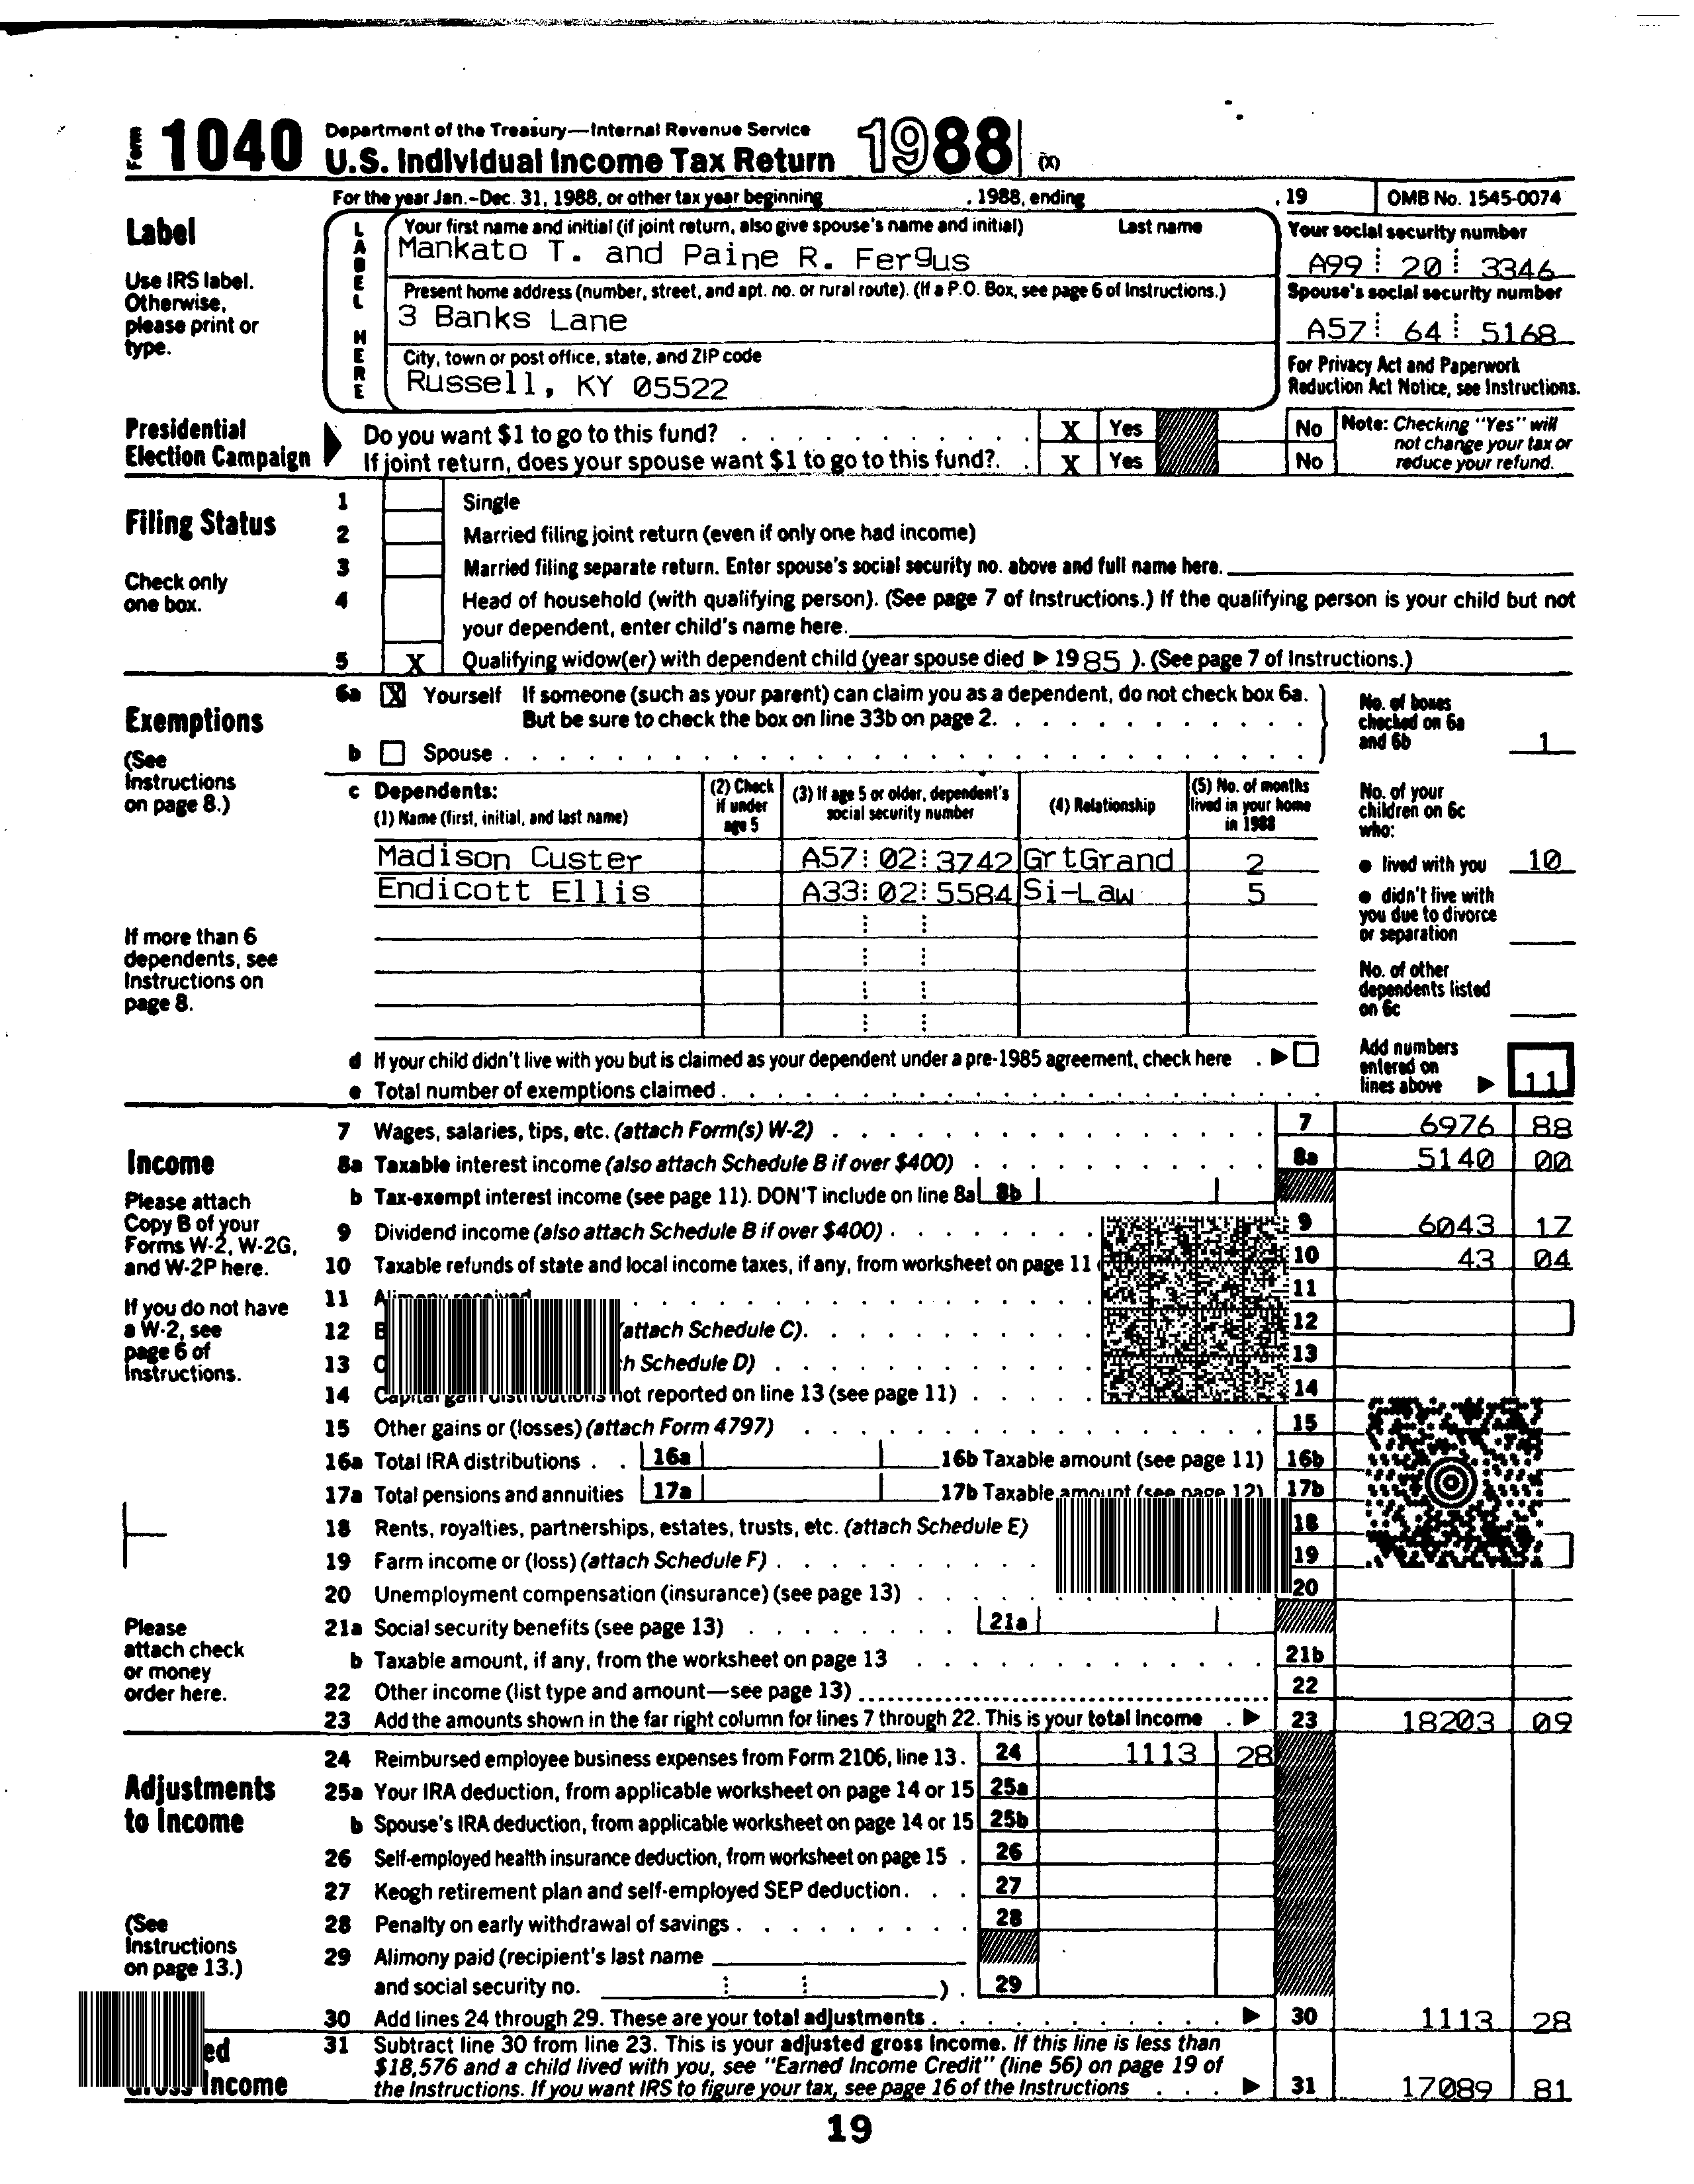 Form 1040 Department of the Treasury—Internal Revenue Service
U.S. Individual Income Tax Return 1988 (X)
For the year Jan.–Dec. 31, 1988, or other tax year beginning , 1988, ending , 19 OMB No. 1545-0074
Label
Use IRS label.
Otherwise,
please print or
type.
LABEL HERE
Your first name and initial (if joint return, also give spouse's name and initial) Last name
Mankato T. and Paine R. Fergus
Your social security number
A99 20 3346
Present home address (number, street, and apt. no. or rural route). (If a P.O. Box, see page 6 of Instructions.)
3 Banks Lane
Spouse's social security number
A57 64 5168
City, town or post office, state, and ZIP code
Russell, KY 05522
For Privacy Act and Paperwork
Reduction Act Notice, see Instructions.
Presidential
Election Campaign
Do you want $1 to go to this fund? X Yes No
If joint return, does your spouse want $1 to go to this fund? X Yes No
Note: Checking "Yes" will
not change your tax or
reduce your refund.
Filing Status
Check only
one box.
1 Single
2 Married filing joint return (even if only one had income)
3 Married filing separate return. Enter spouse's social security no. above and full name here.
4 Head of household (with qualifying person). (See page 7 of Instructions.) If the qualifying person is your child but not
your dependent, enter child's name here.
5 X Qualifying widow(er) with dependent child (year spouse died ▶ 19 85 ). (See page 7 of Instructions.)
Exemptions
(See
Instructions
on page 8.)
6a X Yourself If someone (such as your parent) can claim you as a dependent, do not check box 6a.
But be sure to check the box on line 33b on page 2.
b Spouse
No. of boxes
checked on 6a
and 6b 1
c Dependents:
(1) Name (first, initial, and last name)
(2) Check
if under
age 5
(3) If age 5 or older, dependent's
social security number
(4) Relationship
(5) No. of months
lived in your home
in 1988
Madison Custer A57 02 3742 GrtGrand 2
Endicott Ellis A33 02 5584 Si-Law 5
No. of your
children on 6c
who:
● lived with you 10
● didn't live with
you due to divorce
or separation
No. of other
dependents listed
on 6c
If more than 6
dependents, see
Instructions on
page 8.
d If your child didn't live with you but is claimed as your dependent under a pre-1985 agreement, check here
e Total number of exemptions claimed
Add numbers
entered on
lines above ▶ 11
Income
Please attach
Copy B of your
Forms W-2, W-2G,
and W-2P here.
If you do not have
a W-2, see
page 6 of
Instructions.
Please
attach check
or money
order here.
7 Wages, salaries, tips, etc. (attach Form(s) W-2) 7 6976 88
8a Taxable interest income (also attach Schedule B if over $400) 8a 5140 00
b Tax-exempt interest income (see page 11). DON'T include on line 8a 8b
9 Dividend income (also attach Schedule B if over $400) 9 6043 17
10 Taxable refunds of state and local income taxes, if any, from worksheet on page 11 10 43 04
11 Alimony received 11
12 (attach Schedule C). 12
13 Schedule D) 13
14 Capital gain distributions not reported on line 13 (see page 11) 14
15 Other gains or (losses) (attach Form 4797) 15
16a Total IRA distributions 16a 16b Taxable amount (see page 11) 16b
17a Total pensions and annuities 17a 17b Taxable amount (see page 12) 17b
18 Rents, royalties, partnerships, estates, trusts, etc. (attach Schedule E) 18
19 Farm income or (loss) (attach Schedule F) 19
20 Unemployment compensation (insurance) (see page 13) 20
21a Social security benefits (see page 13) 21a
b Taxable amount, if any, from the worksheet on page 13 21b
22 Other income (list type and amount—see page 13) 22
23 Add the amounts shown in the far right column for lines 7 through 22. This is your total income ▶ 23 18203 09
Adjustments
to Income
(See
Instructions
on page 13.)
24 Reimbursed employee business expenses from Form 2106, line 13. 24 1113 28
25a Your IRA deduction, from applicable worksheet on page 14 or 15 25a
b Spouse's IRA deduction, from applicable worksheet on page 14 or 15 25b
26 Self-employed health insurance deduction, from worksheet on page 15 26
27 Keogh retirement plan and self-employed SEP deduction 27
28 Penalty on early withdrawal of savings 28
29 Alimony paid (recipient's last name
and social security no. ) 29
30 Add lines 24 through 29. These are your total adjustments ▶ 30 1113 28
Income
31 Subtract line 30 from line 23. This is your adjusted gross income. If this line is less than
$18,576 and a child lived with you, see "Earned Income Credit" (line 56) on page 19 of
the Instructions. If you want IRS to figure your tax, see page 16 of the Instructions ▶ 31 17089 81
19